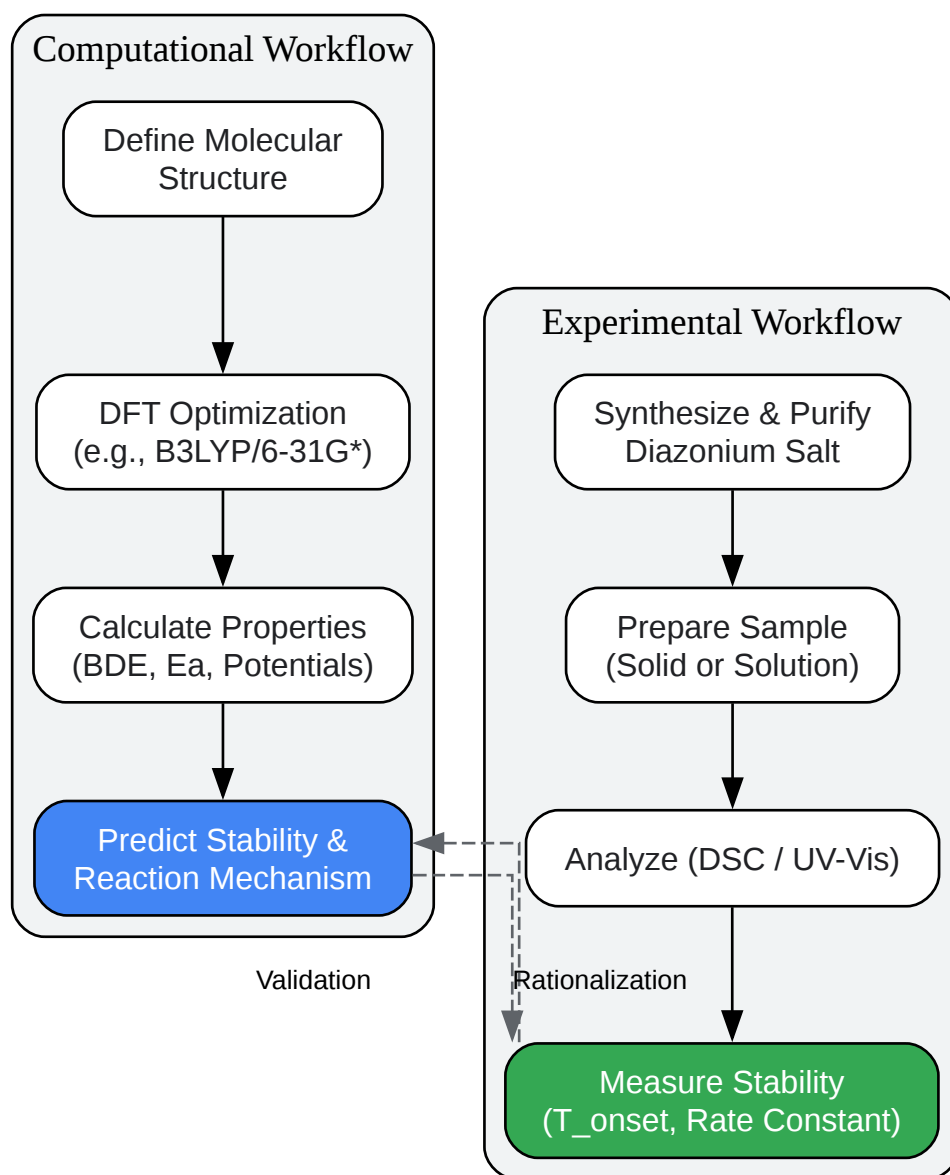 Computational Workflow
Define Molecular
Structure
DFT Optimization
(e.g., B3LYP/6-31G*)
Calculate Properties
(BDE, Ea, Potentials)
Predict Stability &
Reaction Mechanism
Experimental Workflow
Synthesize & Purify
Diazonium Salt
Prepare Sample
(Solid or Solution)
Analyze (DSC / UV-Vis)
Validation
Rationalization
Measure Stability
(T_onset, Rate Constant)